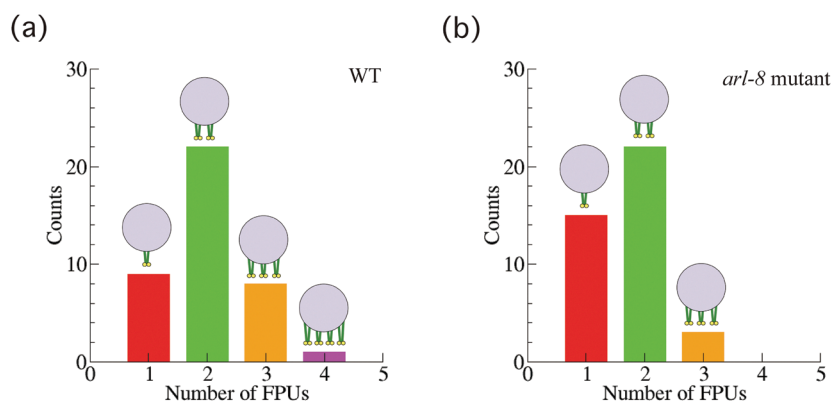 (a)
WT
30
20
10
0
Counts
0 1 2 3 4 5
Number of FPUs
(b)
arl-8 mutant
30
20
10
0
Counts
0 1 2 3 4 5
Number of FPUs